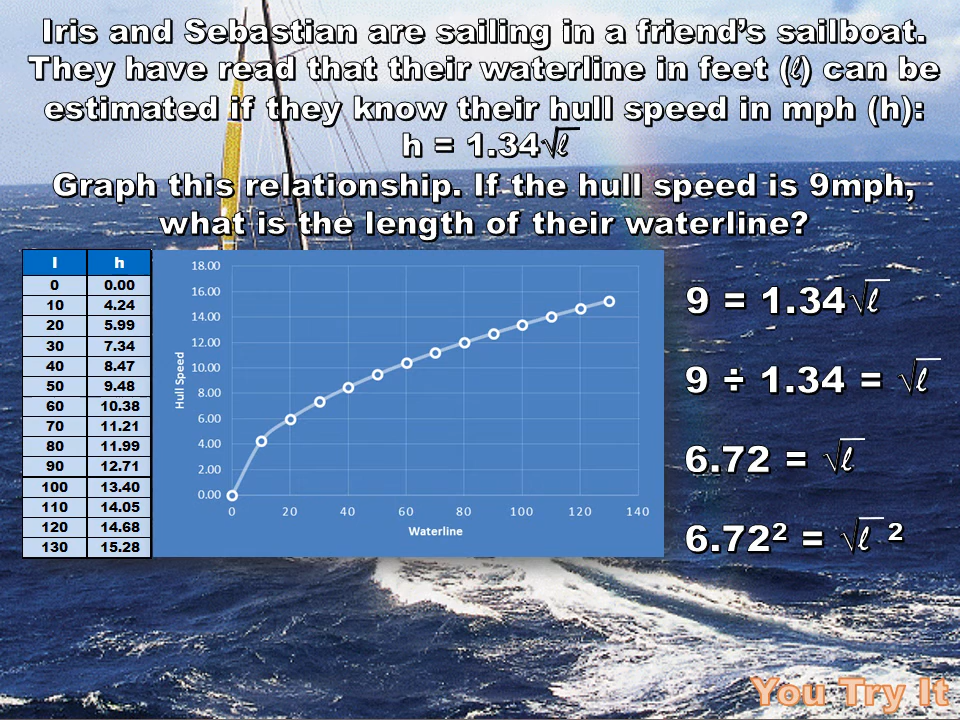 Iris and Sebastian are sailing in a friend's sailboat.
They have read that their waterline in feet (ℓ) can be
estimated if they know their hull speed in mph (h):
h = 1.34√ℓ
Graph this relationship. If the hull speed is 9mph,
what is the length of their waterline?
l h
0 0.00
10 4.24
20 5.99
30 7.34
40 8.47
50 9.48
60 10.38
70 11.21
80 11.99
90 12.71
100 13.40
110 14.05
120 14.68
130 15.28
18.00
16.00
14.00
12.00
10.00
8.00
6.00
4.00
2.00
0.00
Hull Speed
0 20 40 60 80 100 120 140
Waterline
9 = 1.34√ℓ
9 ÷ 1.34 = √ℓ
6.72 = √ℓ
6.72² = √ℓ ²
You Try It